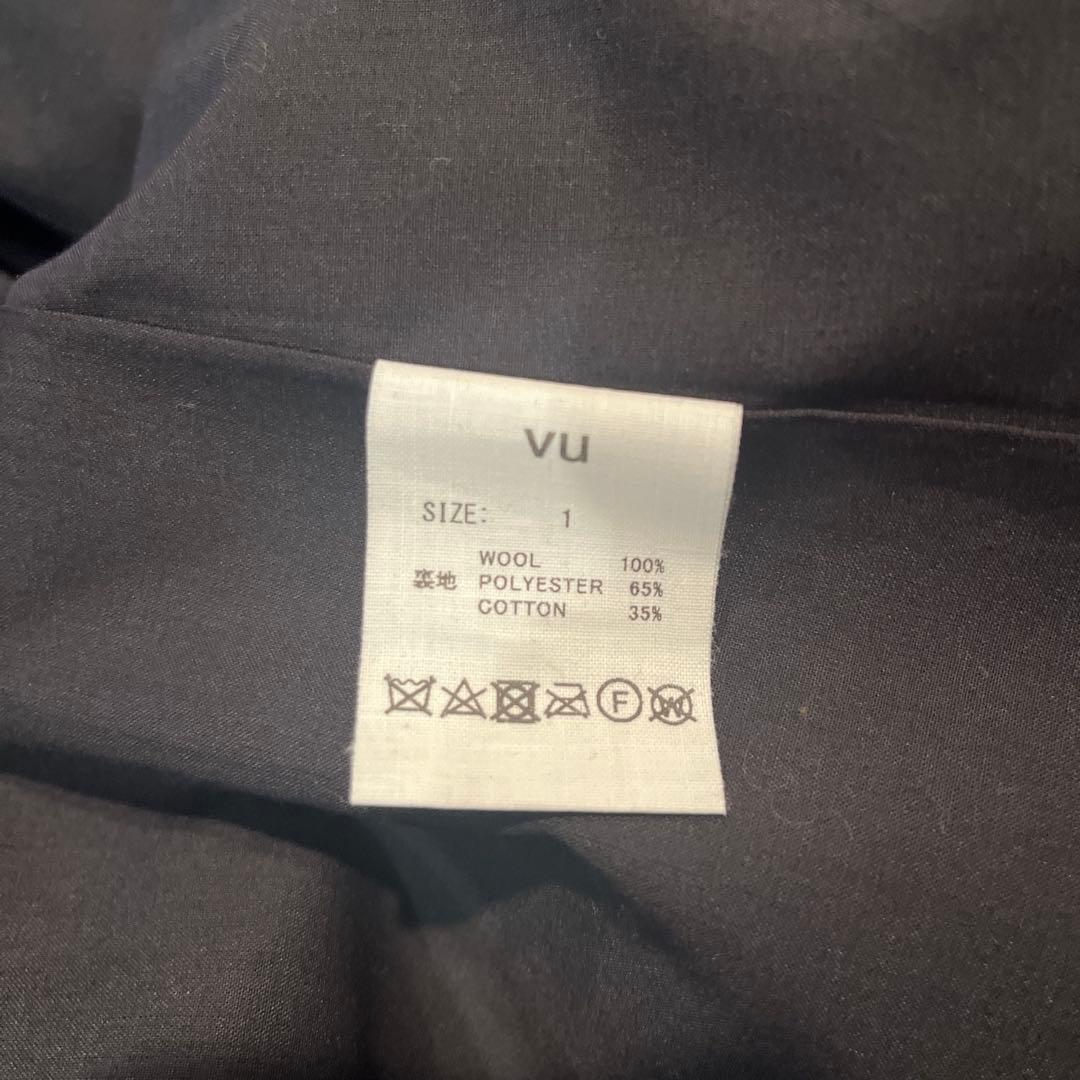 vu
SIZE: 1
WOOL 100%
裏地 POLYESTER 65%
COTTON 35%
F W